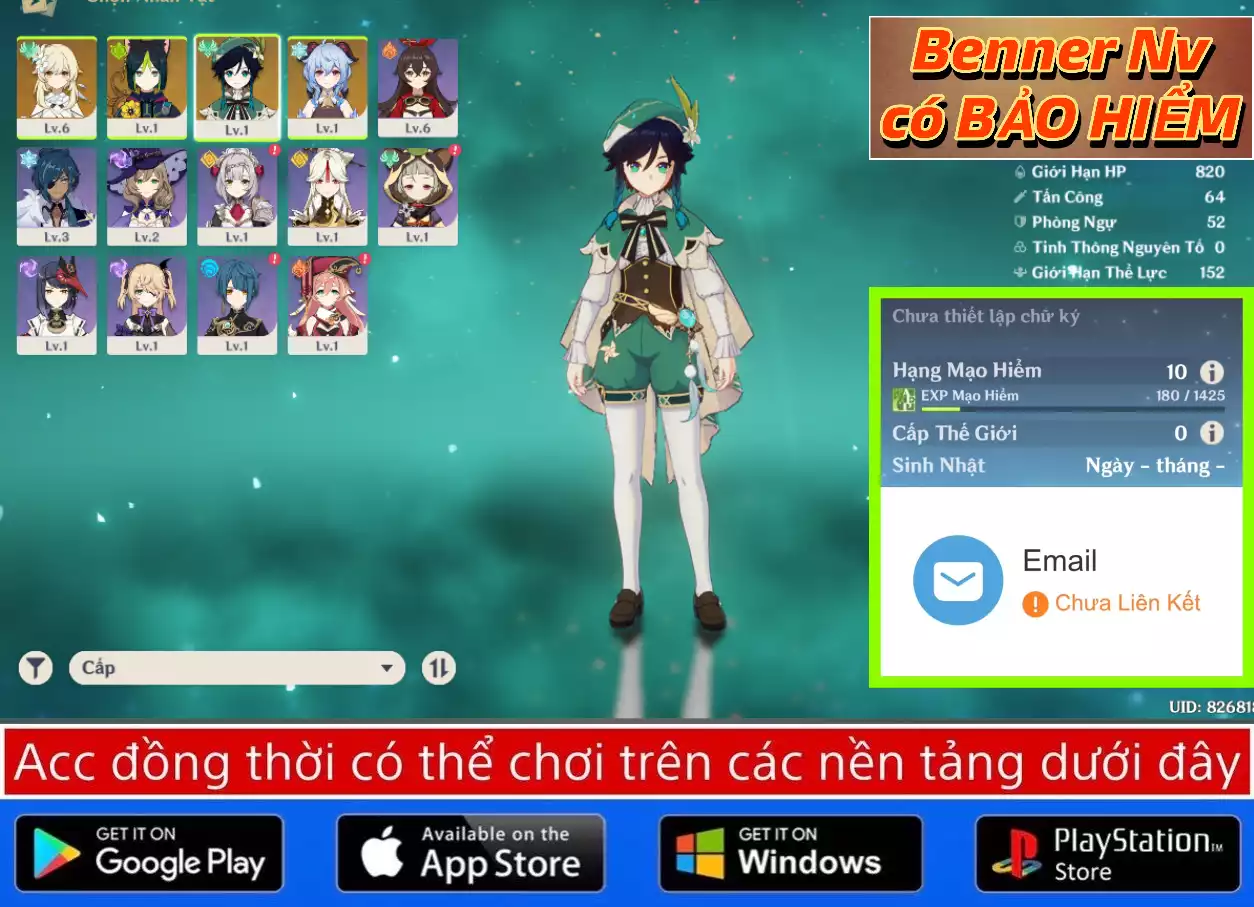 Benner Nv
có BẢO HIỂM
Lv.6
Lv.1
Lv.1
Lv.1
Lv.6
Lv.3
Lv.2
Lv.1
Lv.1
Lv.1
Lv.1
Lv.1
Lv.1
Lv.1
Giới Hạn HP 820
Tấn Công 64
Phòng Ngự 52
Tinh Thông Nguyên Tố 0
Giới Hạn Thể Lực 152
Chưa thiết lập chữ ký
Hạng Mạo Hiểm 10
EXP Mạo Hiểm 180 / 1425
Cấp Thế Giới 0
Sinh Nhật Ngày - tháng -
Email
Chưa Liên Kết
Cấp
UID: 82681
Acc đồng thời có thể chơi trên các nền tảng dưới đây
GET IT ON
Google Play
Available on the
App Store
GET IT ON
Windows
PlayStation™
Store